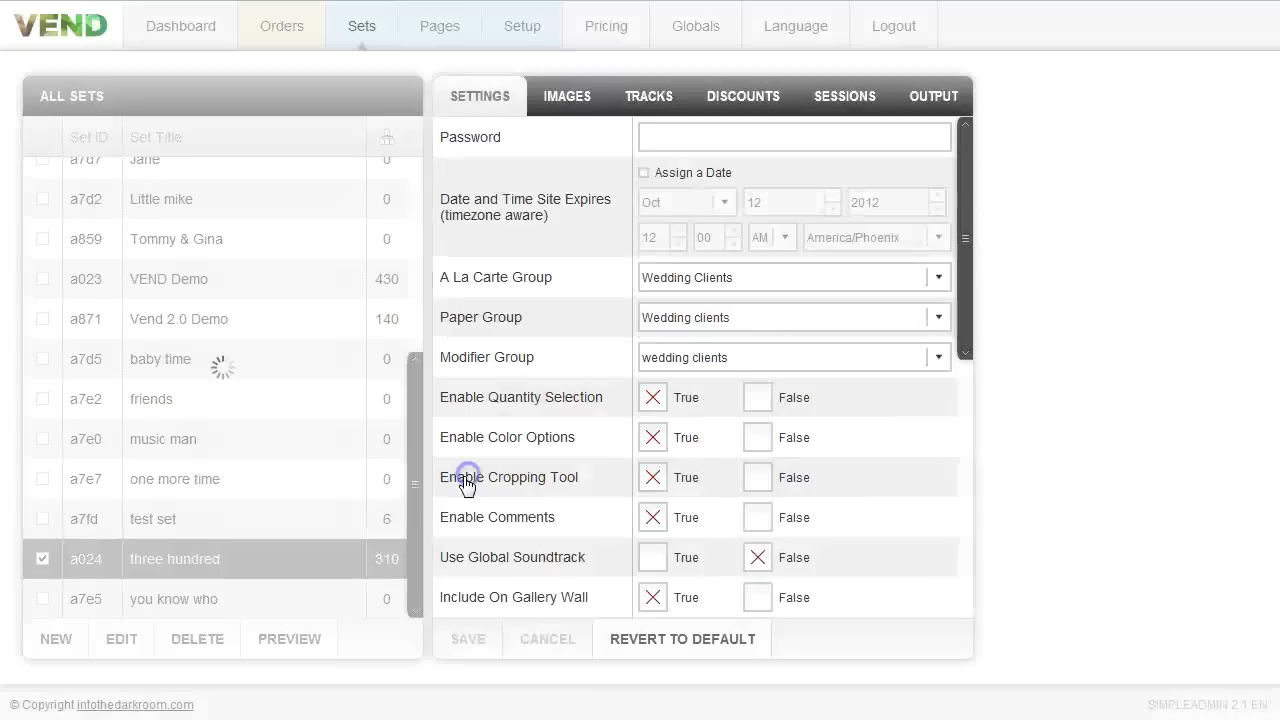 VEND Dashboard Orders Sets Pages Setup Pricing Globals Language Logout
ALL SETS
Set ID Set Title
a7d7 Jane 0
a7d2 Little mike 0
a859 Tommy & Gina 0
a023 VEND Demo 430
a871 Vend 2.0 Demo 140
a7d5 baby time 0
a7e2 friends 0
a7e0 music man 0
a7e7 one more time 0
a7fd test set 6
a024 three hundred 310
a7e5 you know who 0
NEW EDIT DELETE PREVIEW
SETTINGS IMAGES TRACKS DISCOUNTS SESSIONS OUTPUT
Password
Date and Time Site Expires
(timezone aware)
Assign a Date
Oct 12 2012
12 00 AM America/Phoenix
A La Carte Group Wedding Clients
Paper Group Wedding clients
Modifier Group wedding clients
Enable Quantity Selection True False
Enable Color Options True False
Enable Cropping Tool True False
Enable Comments True False
Use Global Soundtrack True False
Include On Gallery Wall True False
SAVE CANCEL REVERT TO DEFAULT
© Copyright intothedarkroom.com SIMPLEADMIN 2.1 EN